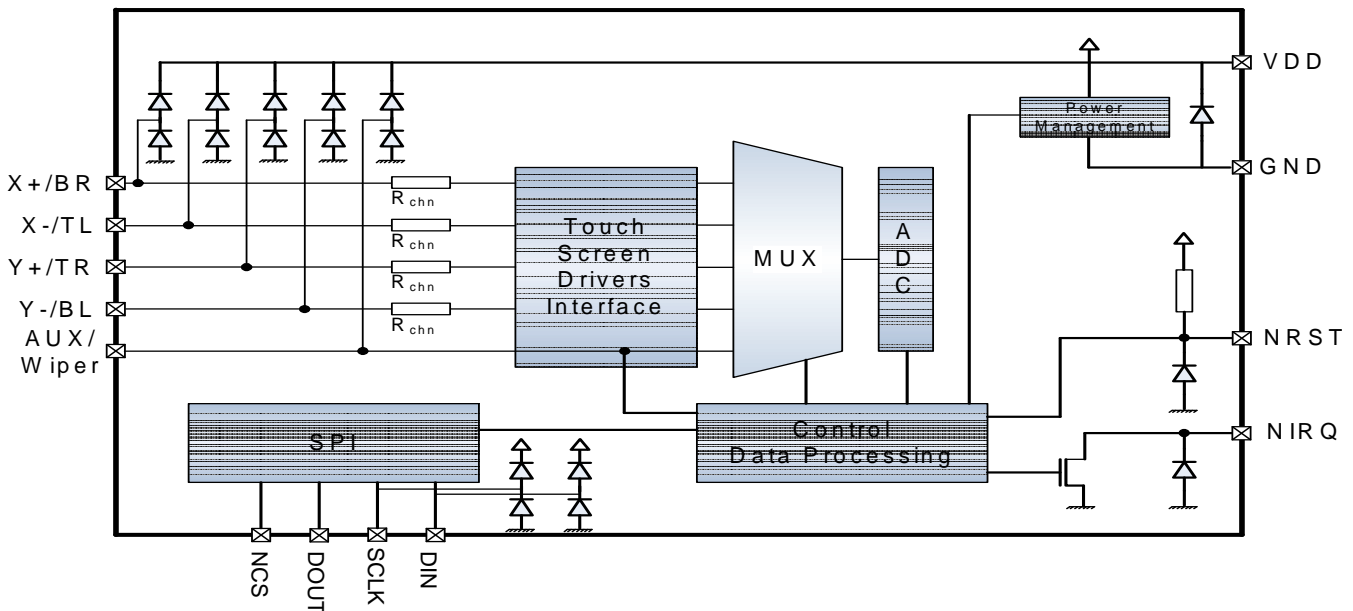 VDD
Power
Management
GND
X+/BR
Rchn
X-/TL
Rchn
Y+/TR
Rchn
Y-/BL
Rchn
AUX/
Wiper
Touch
Screen
Drivers
Interface
MUX
A
D
C
NRST
SPI
Control
Data Processing
NIRQ
NCS
DOUT
SCLK
DIN